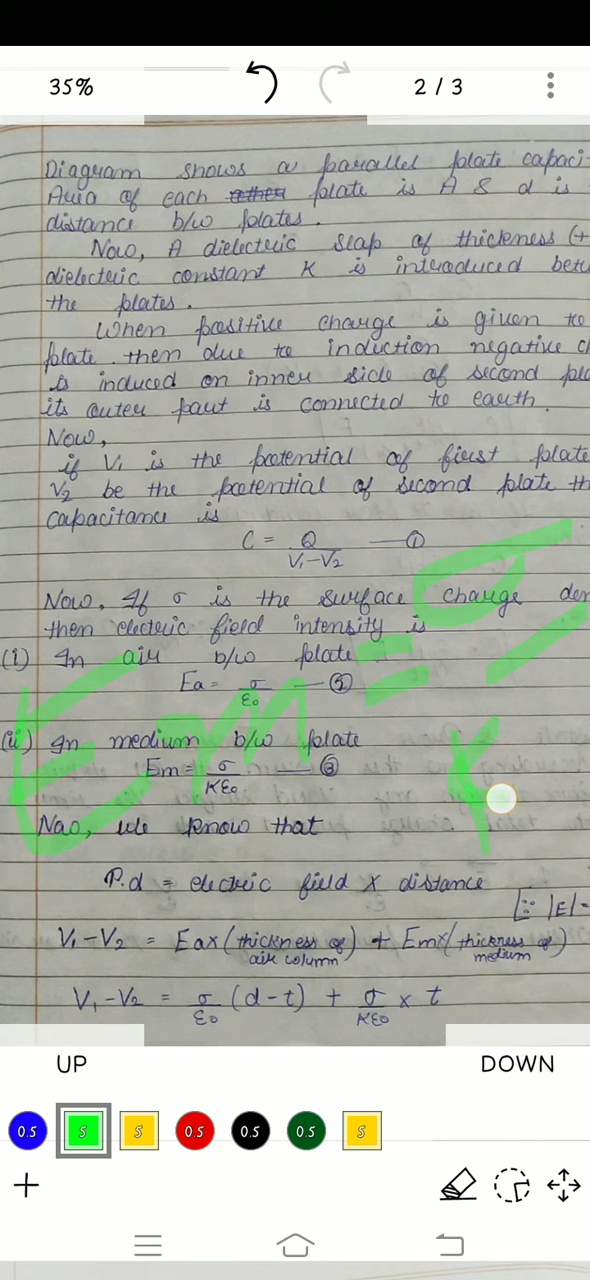 35%
2 / 3
Diagram shows a parallel plate capaci-
Area of each plate is A & d is
distance b/w plates.
Now, A dielectric slap of thickness (t
dielectric constant K is introduced betw
the plates.
When positive charge is given to
plate then due to induction negative c
is induced on inner side of second pla
its outer part is connected to earth.
Now,
if V₁ is the potential of first plate
V₂ be the potential of second plate th
capacitance is
C = Q/(V₁-V₂) — ①
Now, If σ is the surface charge den
then electric field intensity is
(i) In air b/w plate
Ea = σ/ε₀ — ②
(ii) In medium b/w plate
Em = σ/Kε₀ — ③
Em = σ
K
Nao, we know that
P.d = electric field X distance
[∵ |E| =
V₁-V₂ = Ea x (thickness of air column) + Em x (thickness of medium)
V₁-V₂ = σ/ε₀ (d-t) + σ/Kε₀ x t
UP
DOWN
0.5
5
5
0.5
0.5
0.5
5